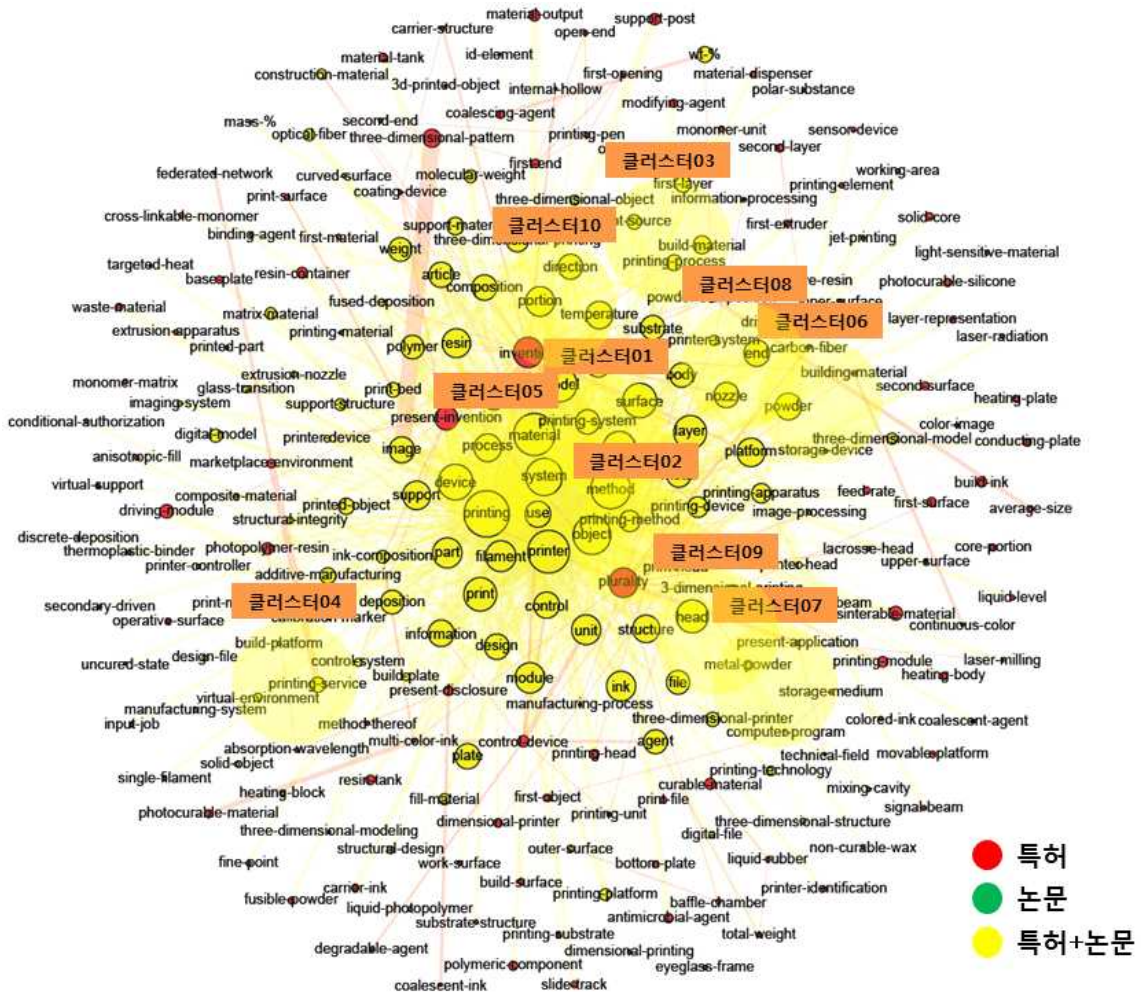 material-output
support-post
carrier-structure
open-end
material-tank
id-element
wt-%
construction-material
first-opening
material-dispenser
3d-printed-object
internal-hollow
polar-substance
second-end
coalescing-agent
modifying-agent
mass-%
optical-fiber
three-dimensional-pattern
printing-pen
monomer-unit
sensor-device
second-layer
federated-network
curved-surface
molecular-weight
first-end
클러스터03
working-area
print-surface
coating-device
first-layer
printing-element
three-dimensional-object
information-processing
cross-linkable-monomer
클러스터10
first-extruder
solid-core
binding-agent
first-material
weight
build-material
jet-printing
targeted-heat
base-plate
resin-container
article
composition
direction
printing-process
light-sensitive-material
클러스터08
photocurable-silicone
waste-material
fused-deposition
portion
matrix-material
temperature
substrate
클러스터06
layer-representation
extrusion-apparatus
printing-material
printer-system
laser-radiation
printed-part
polymer
resin
클러스터01
end
carbon-fiber
building-material
extrusion-nozzle
body
monomer-matrix
glass-transition
print-bed
클러스터05
second-surface
imaging-system
support-structure
nozzle
heating-plate
conditional-authorization
present-invention
surface
powder
color-image
digital-model
printer-device
process
material
printing-system
layer
three-dimensional-model
conducting-plate
anisotropic-fill
image
platform
storage-device
marketplace-environment
클러스터02
virtual-support
device
system
method
build-ink
composite-material
support
printing-apparatus
feed-rate
driving-module
printed-object
printing
use
printing-device
first-surface
average-size
structural-integrity
printing-method
image-processing
discrete-deposition
object
thermoplastic-binder
photopolymer-resin
ink-composition
part
filament
printer
클러스터09
lacrosse-head
core-portion
printer-controller
upper-surface
additive-manufacturing
plurality
클러스터04
print
클러스터07
liquid-level
secondary-driven
deposition
control
sinterable-material
operative-surface
head
continuous-color
information
unit
structure
build-platform
design
present-application
uncured-state
design-file
control-system
metal-powder
printing-module
laser-milling
printing-service
build-plate
module
ink
file
heating-body
virtual-environment
present-disclosure
storage-medium
manufacturing-system
manufacturing-process
input-job
method-thereof
three-dimensional-printer
colored-ink
coalescent-agent
multi-color-ink
control-device
agent
computer-program
absorption-wavelength
printing-head
technical-field
movable-platform
solid-object
plate
single-filament
resin-tank
printing-technology
heating-block
curable-material
mixing-cavity
fill-material
first-object
print-file
signal-beam
photocurable-material
dimensional-printer
printing-unit
three-dimensional-structure
three-dimensional-modeling
digital-file
structural-design
outer-surface
non-curable-wax
fine-point
work-surface
bottom-plate
liquid-rubber
특허
carrier-ink
build-surface
printing-platform
printer-identification
fusible-powder
baffle-chamber
논문
liquid-photopolymer
antimicrobial-agent
substrate-structure
printing-substrate
total-weight
특허+논문
degradable-agent
dimensional-printing
polymeric-component
eyeglass-frame
coalescent-ink
slide-track